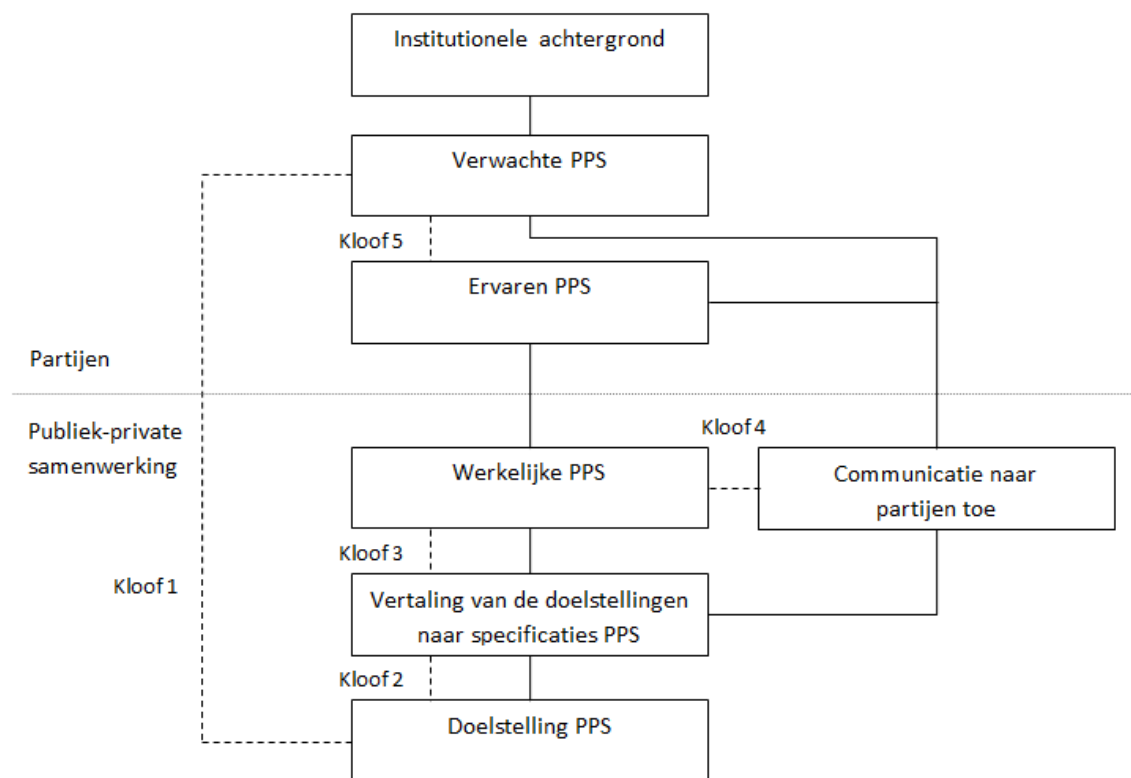 Institutionele achtergrond
Verwachte PPS
Kloof 5
Ervaren PPS
Partijen
Publiek-private
samenwerking
Kloof 4
Werkelijke PPS
Communicatie naar
partijen toe
Kloof 3
Kloof 1
Vertaling van de doelstellingen
naar specificaties PPS
Kloof 2
Doelstelling PPS